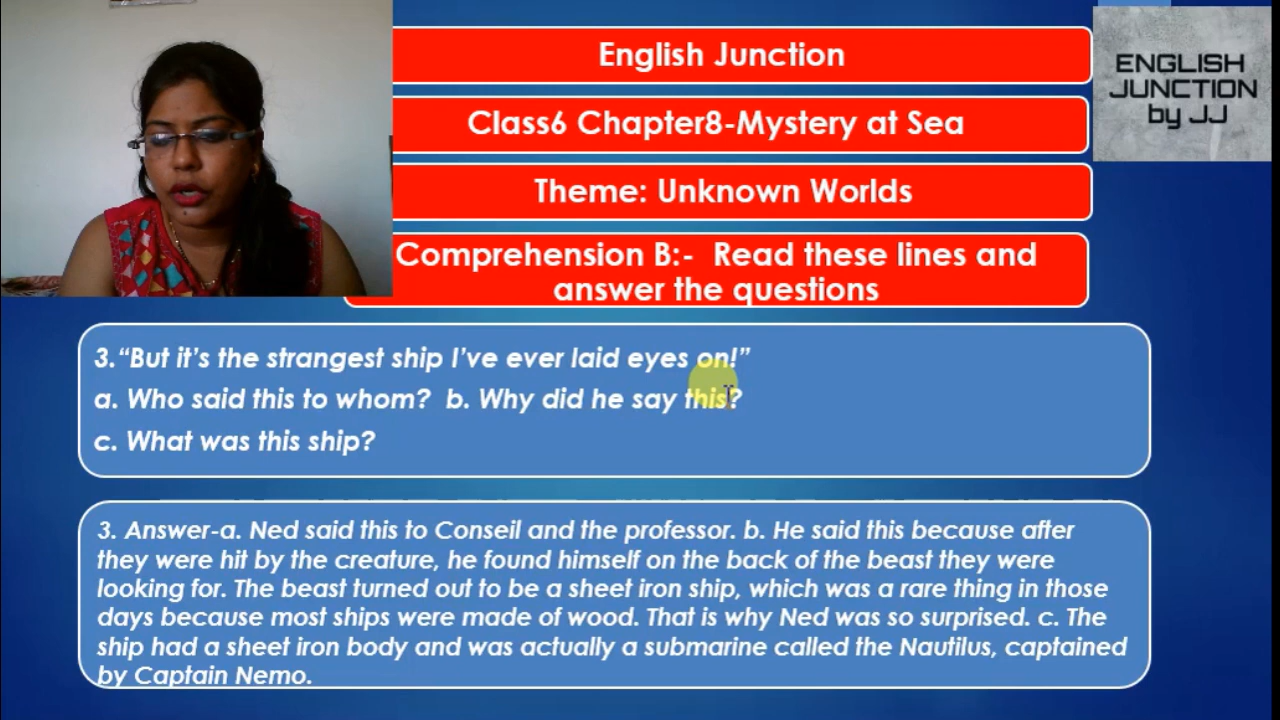 English Junction
ENGLISH
JUNCTION
by JJ
Class6 Chapter8-Mystery at Sea
Theme: Unknown Worlds
Comprehension B:- Read these lines and
answer the questions
3.“But it’s the strangest ship I’ve ever laid eyes on!”
a. Who said this to whom? b. Why did he say this?
c. What was this ship?
3. Answer-a. Ned said this to Conseil and the professor. b. He said this because after
they were hit by the creature, he found himself on the back of the beast they were
looking for. The beast turned out to be a sheet iron ship, which was a rare thing in those
days because most ships were made of wood. That is why Ned was so surprised. c. The
ship had a sheet iron body and was actually a submarine called the Nautilus, captained
by Captain Nemo.